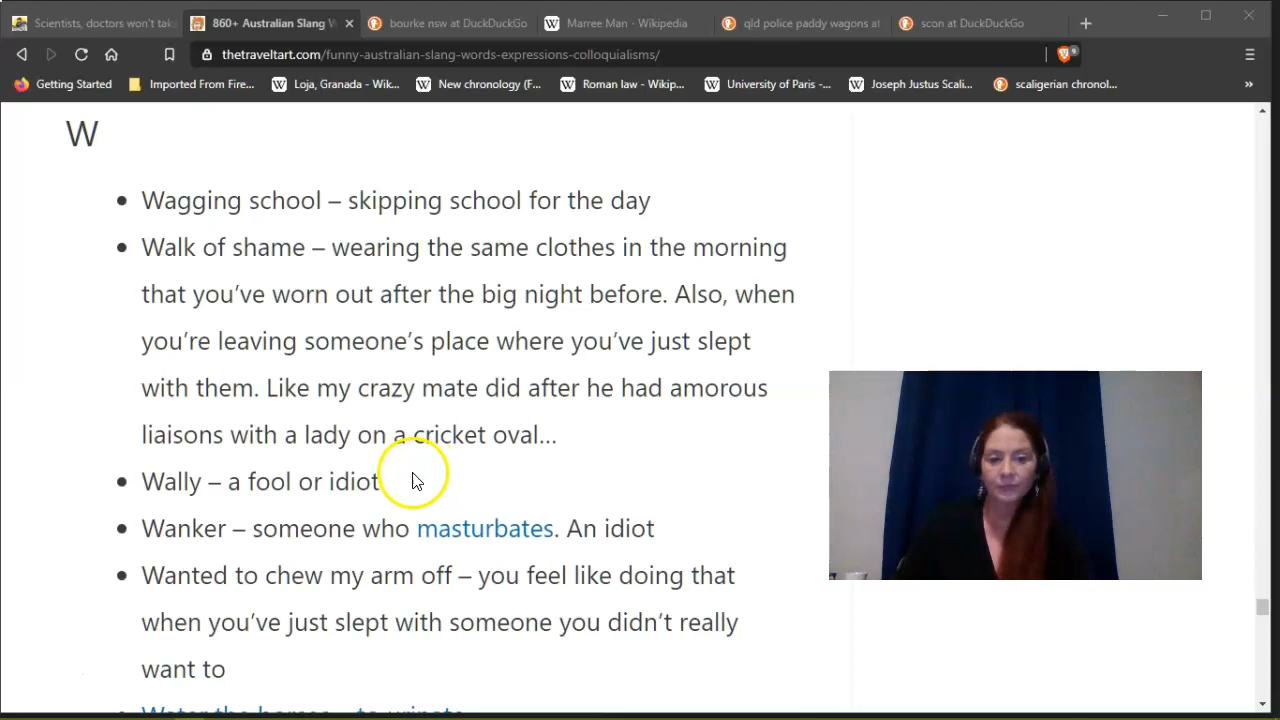 Scientists, doctors won't take
860+ Australian Slang W
bourke nsw at DuckDuckGo
Marree Man - Wikipedia
qld police paddy wagons at
scon at DuckDuckGo
thetraveltart.com/funny-australian-slang-words-expressions-colloquialisms/
Getting Started
Imported From Fire...
Loja, Granada - Wik...
New chronology (F...
Roman law - Wikip...
University of Paris -...
Joseph Justus Scali...
scaligerian chronol...
»
W
Wagging school – skipping school for the day
Walk of shame – wearing the same clothes in the morning
that you've worn out after the big night before. Also, when
you're leaving someone's place where you've just slept
with them. Like my crazy mate did after he had amorous
liaisons with a lady on a cricket oval…
Wally – a fool or idiot
Wanker – someone who masturbates. An idiot
Wanted to chew my arm off – you feel like doing that
when you've just slept with someone you didn't really
want to
Water the horses – to urinate